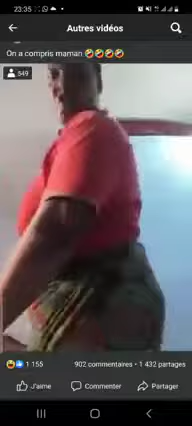 23:35
Autres vidéos
On a compris maman 🤣🤣🤣🤣
549
1 155
902 commentaires • 1 432 partages
J'aime
Commenter
Partager